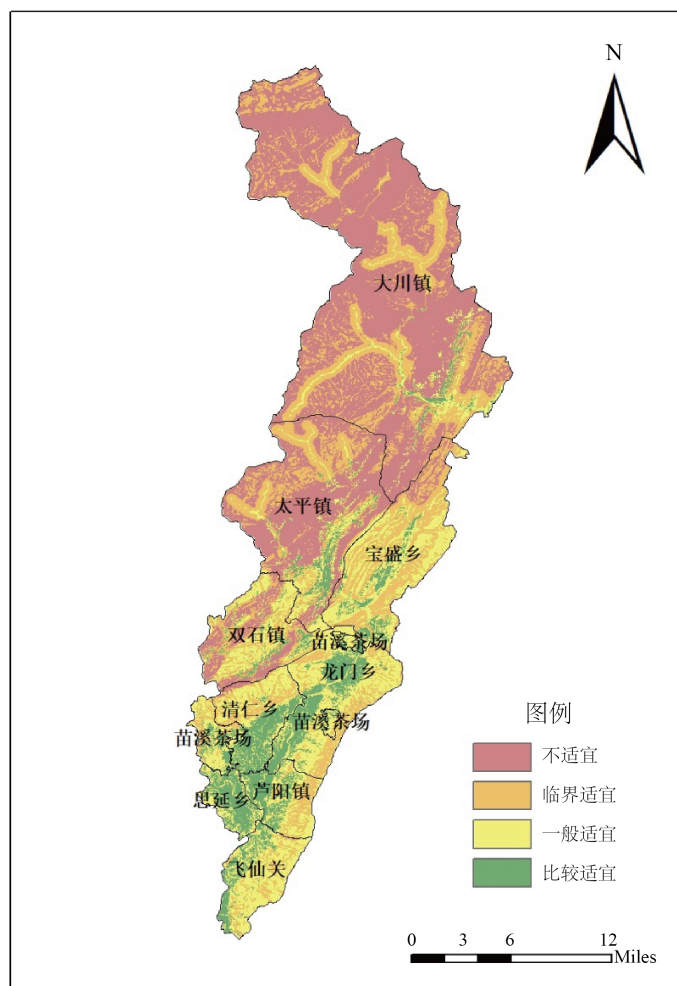 N
大川镇
太平镇
宝盛乡
双石镇
苗溪茶场
龙门乡
清仁乡
苗溪茶场
苗溪茶场
思延乡
芦阳镇
飞仙关
图例
不适宜
临界适宜
一般适宜
比较适宜
0 3 6 12
Miles